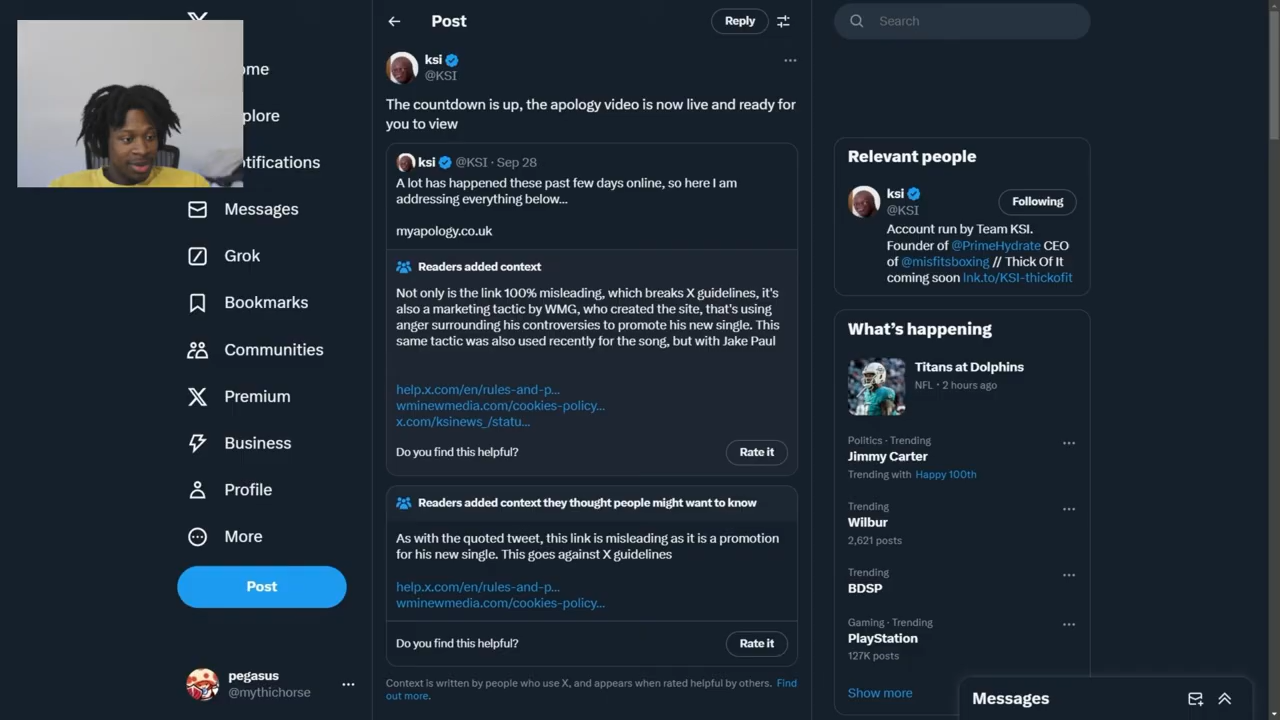 ome
plore
otifications
Messages
Grok
Bookmarks
Communities
Premium
Business
Profile
More
Post
pegasus
@mythichorse
Post
Reply
ksi
@KSI
The countdown is up, the apology video is now live and ready for
you to view
ksi @KSI · Sep 28
A lot has happened these past few days online, so here I am
addressing everything below...
myapology.co.uk
Readers added context
Not only is the link 100% misleading, which breaks X guidelines, it's
also a marketing tactic by WMG, who created the site, that's using
anger surrounding his controversies to promote his new single. This
same tactic was also used recently for the song, but with Jake Paul
help.x.com/en/rules-and-p...
wminewmedia.com/cookies-policy...
x.com/ksinews_/statu...
Do you find this helpful?
Rate it
Readers added context they thought people might want to know
As with the quoted tweet, this link is misleading as it is a promotion
for his new single. This goes against X guidelines
help.x.com/en/rules-and-p...
wminewmedia.com/cookies-policy...
Do you find this helpful?
Rate it
Context is written by people who use X, and appears when rated helpful by others. Find
out more.
Search
Relevant people
ksi
@KSI
Following
Account run by Team KSI.
Founder of @PrimeHydrate CEO
of @misfitsboxing // Thick Of It
coming soon lnk.to/KSI-thickofit
What's happening
Titans at Dolphins
NFL · 2 hours ago
Politics · Trending
Jimmy Carter
Trending with Happy 100th
Trending
Wilbur
2,621 posts
Trending
BDSP
Gaming · Trending
PlayStation
127K posts
Show more
Messages